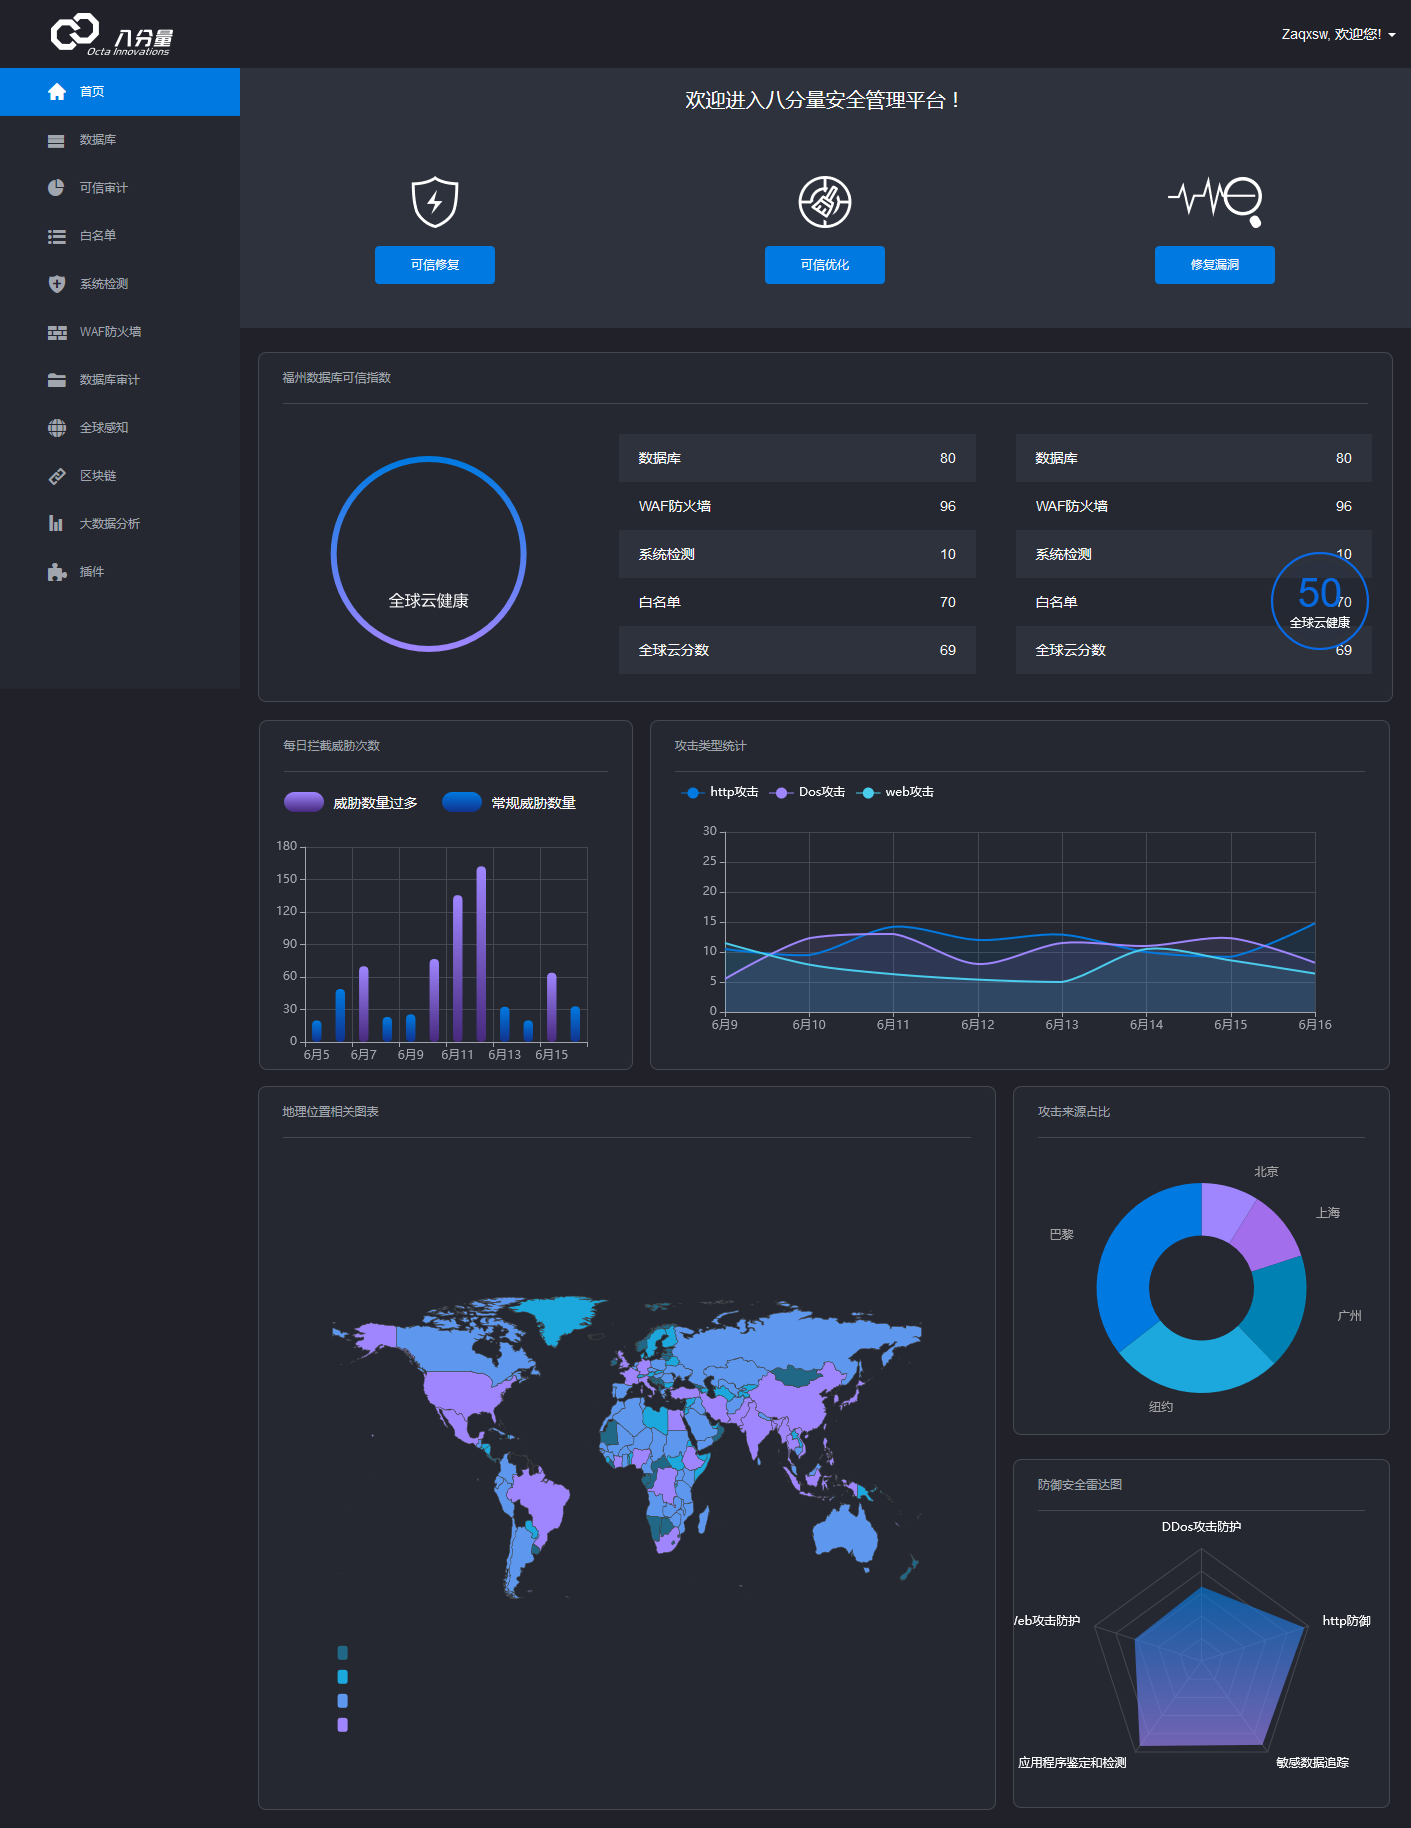 八分量
Octa Innovations
Zaqxsw, 欢迎您!
首页
数据库
可信审计
白名单
系统检测
WAF防火墙
数据库审计
全球感知
区块链
大数据分析
插件
欢迎进入八分量安全管理平台！
可信修复
可信优化
修复漏洞
福州数据库可信指数
全球云健康
数据库 80
WAF防火墙 96
系统检测 10
白名单 70
全球云分数 69
数据库 80
WAF防火墙 96
系统检测 10
白名单 70
全球云分数 69
50
全球云健康
每日拦截威胁次数
威胁数量过多 常规威胁数量
180
150
120
90
60
30
0
6月5 6月7 6月9 6月11 6月13 6月15
攻击类型统计
http攻击 Dos攻击 web攻击
30
25
20
15
10
5
0
6月9 6月10 6月11 6月12 6月13 6月14 6月15 6月16
地理位置相关图表
攻击来源占比
北京
上海
巴黎
广州
纽约
防御安全雷达图
DDos攻击防护
eb攻击防护
http防御
应用程序鉴定和检测
敏感数据追踪